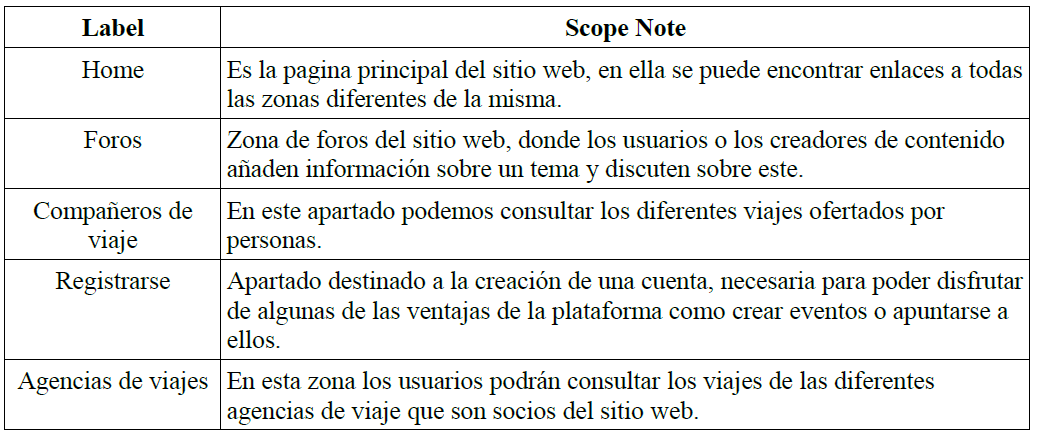 Label
Scope Note
Home
Es la pagina principal del sitio web, en ella se puede encontrar enlaces a todas
las zonas diferentes de la misma.
Foros
Zona de foros del sitio web, donde los usuarios o los creadores de contenido
añaden información sobre un tema y discuten sobre este.
Compañeros de
viaje
En este apartado podemos consultar los diferentes viajes ofertados por
personas.
Registrarse
Apartado destinado a la creación de una cuenta, necesaria para poder disfrutar
de algunas de las ventajas de la plataforma como crear eventos o apuntarse a
ellos.
Agencias de viajes
En esta zona los usuarios podrán consultar los viajes de las diferentes
agencias de viaje que son socios del sitio web.